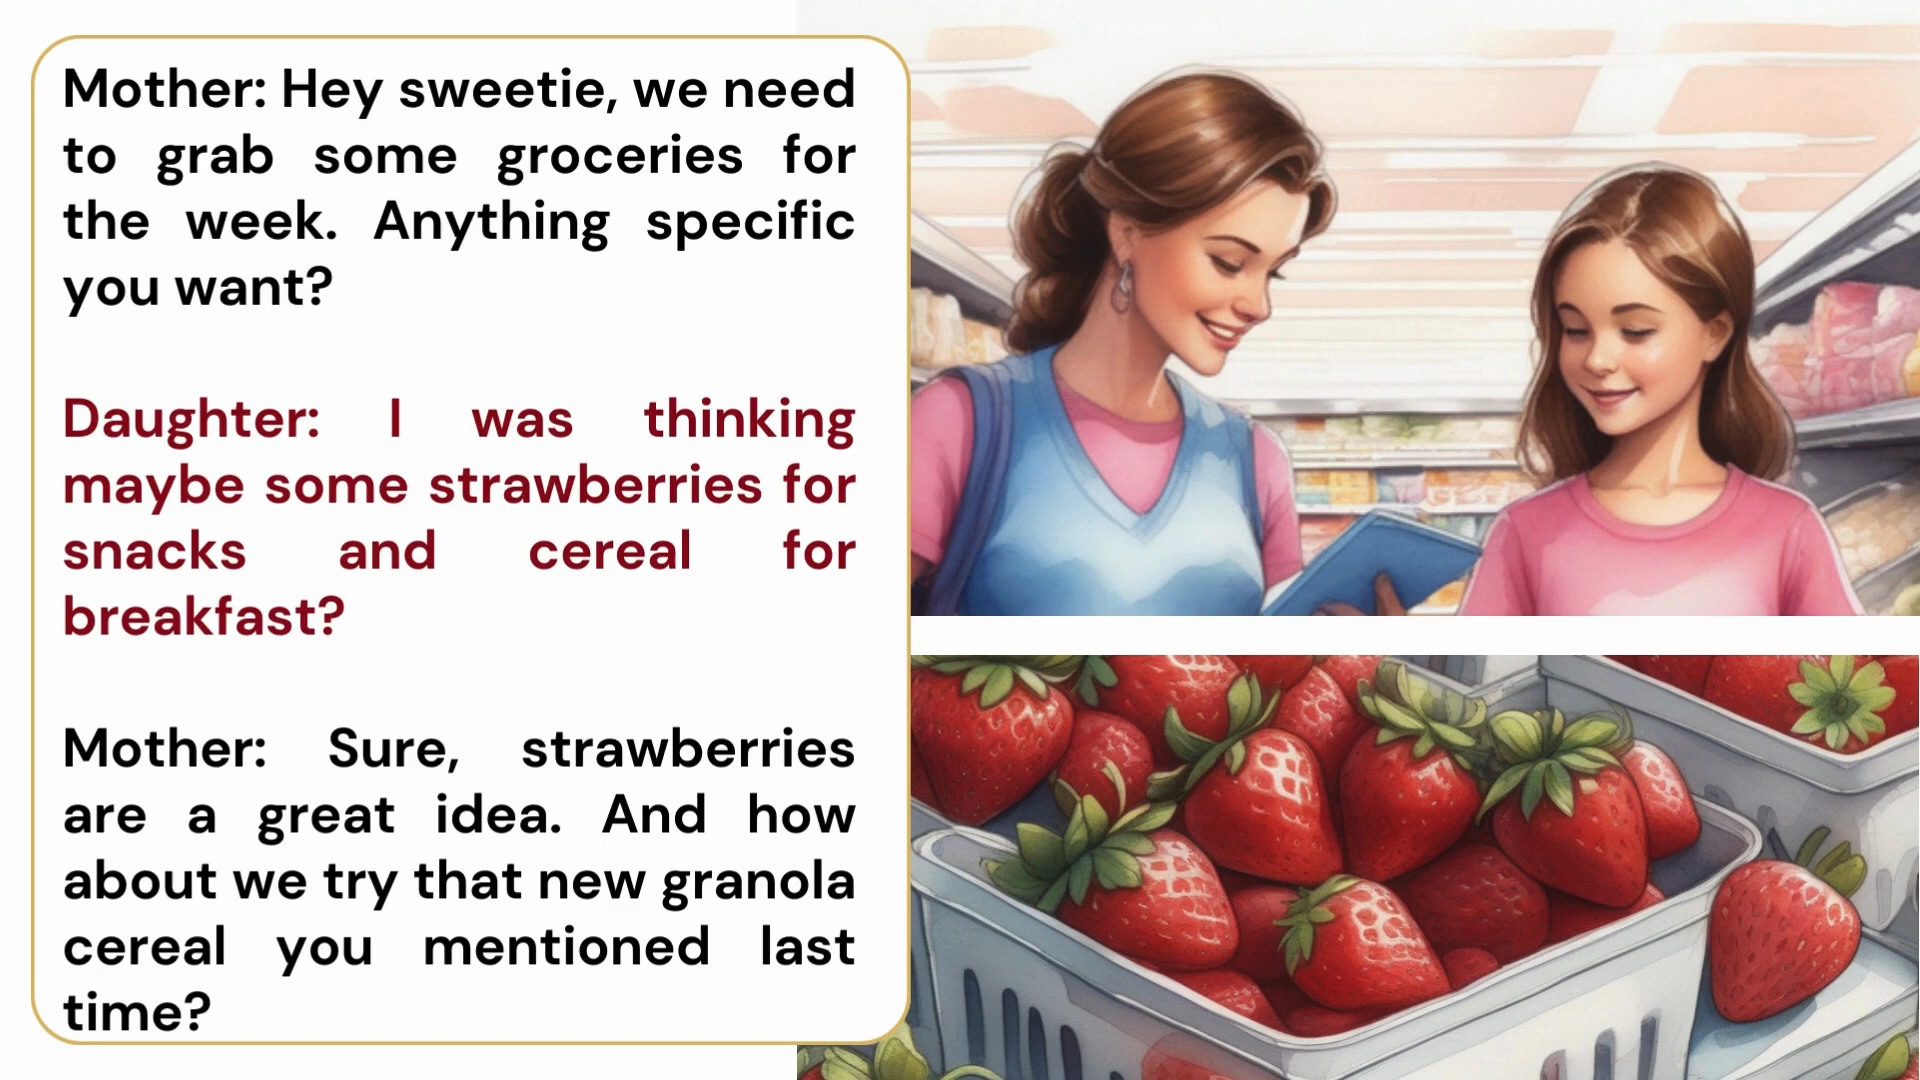 Mother: Hey sweetie, we need
to grab some groceries for
the week. Anything specific
you want?
Daughter: I was thinking
maybe some strawberries for
snacks and cereal for
breakfast?
Mother: Sure, strawberries
are a great idea. And how
about we try that new granola
cereal you mentioned last
time?